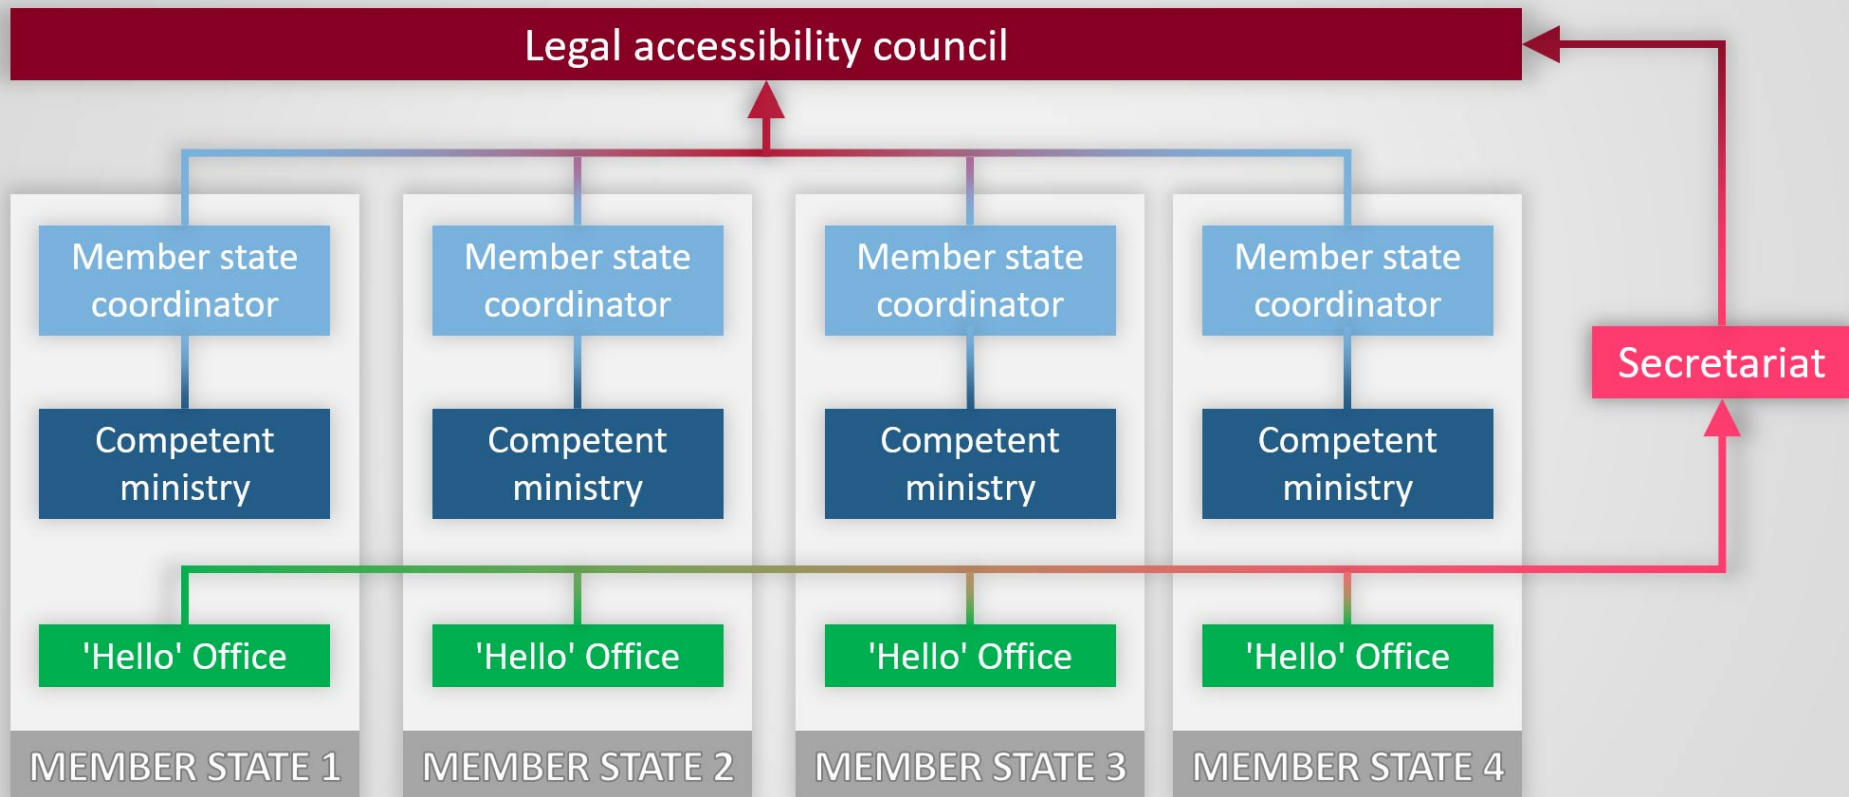 Legal accessibility council
Member state
coordinator
Member state
coordinator
Member state
coordinator
Member state
coordinator
Secretariat
Competent
ministry
Competent
ministry
Competent
ministry
Competent
ministry
'Hello' Office
'Hello' Office
'Hello' Office
'Hello' Office
MEMBER STATE 1
MEMBER STATE 2
MEMBER STATE 3
MEMBER STATE 4